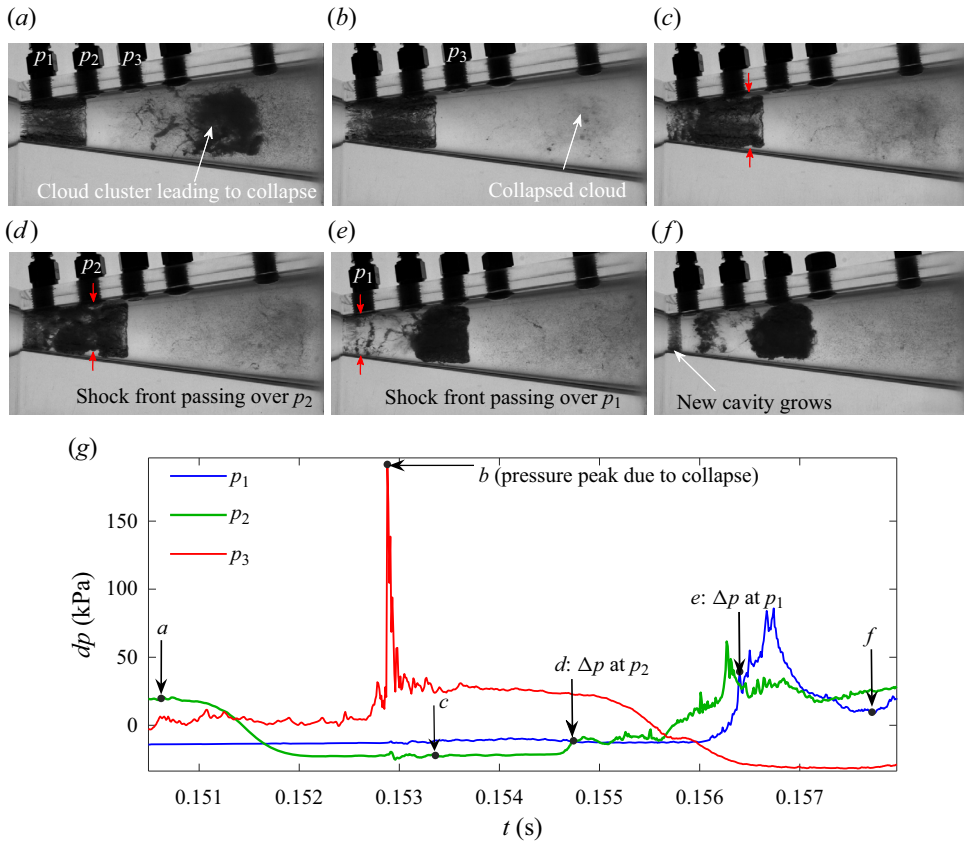 (a)
(b)
(c)
p1
p2
p3
p3
Cloud cluster leading to collapse
Collapsed cloud
(d)
(e)
(f)
p2
p1
Shock front passing over p2
Shock front passing over p1
New cavity grows
(g)
p1
p2
p3
b (pressure peak due to collapse)
150
100
50
0
dp (kPa)
a
c
d: Δp at p2
e: Δp at p1
f
0.151
0.152
0.153
0.154
0.155
0.156
0.157
t (s)